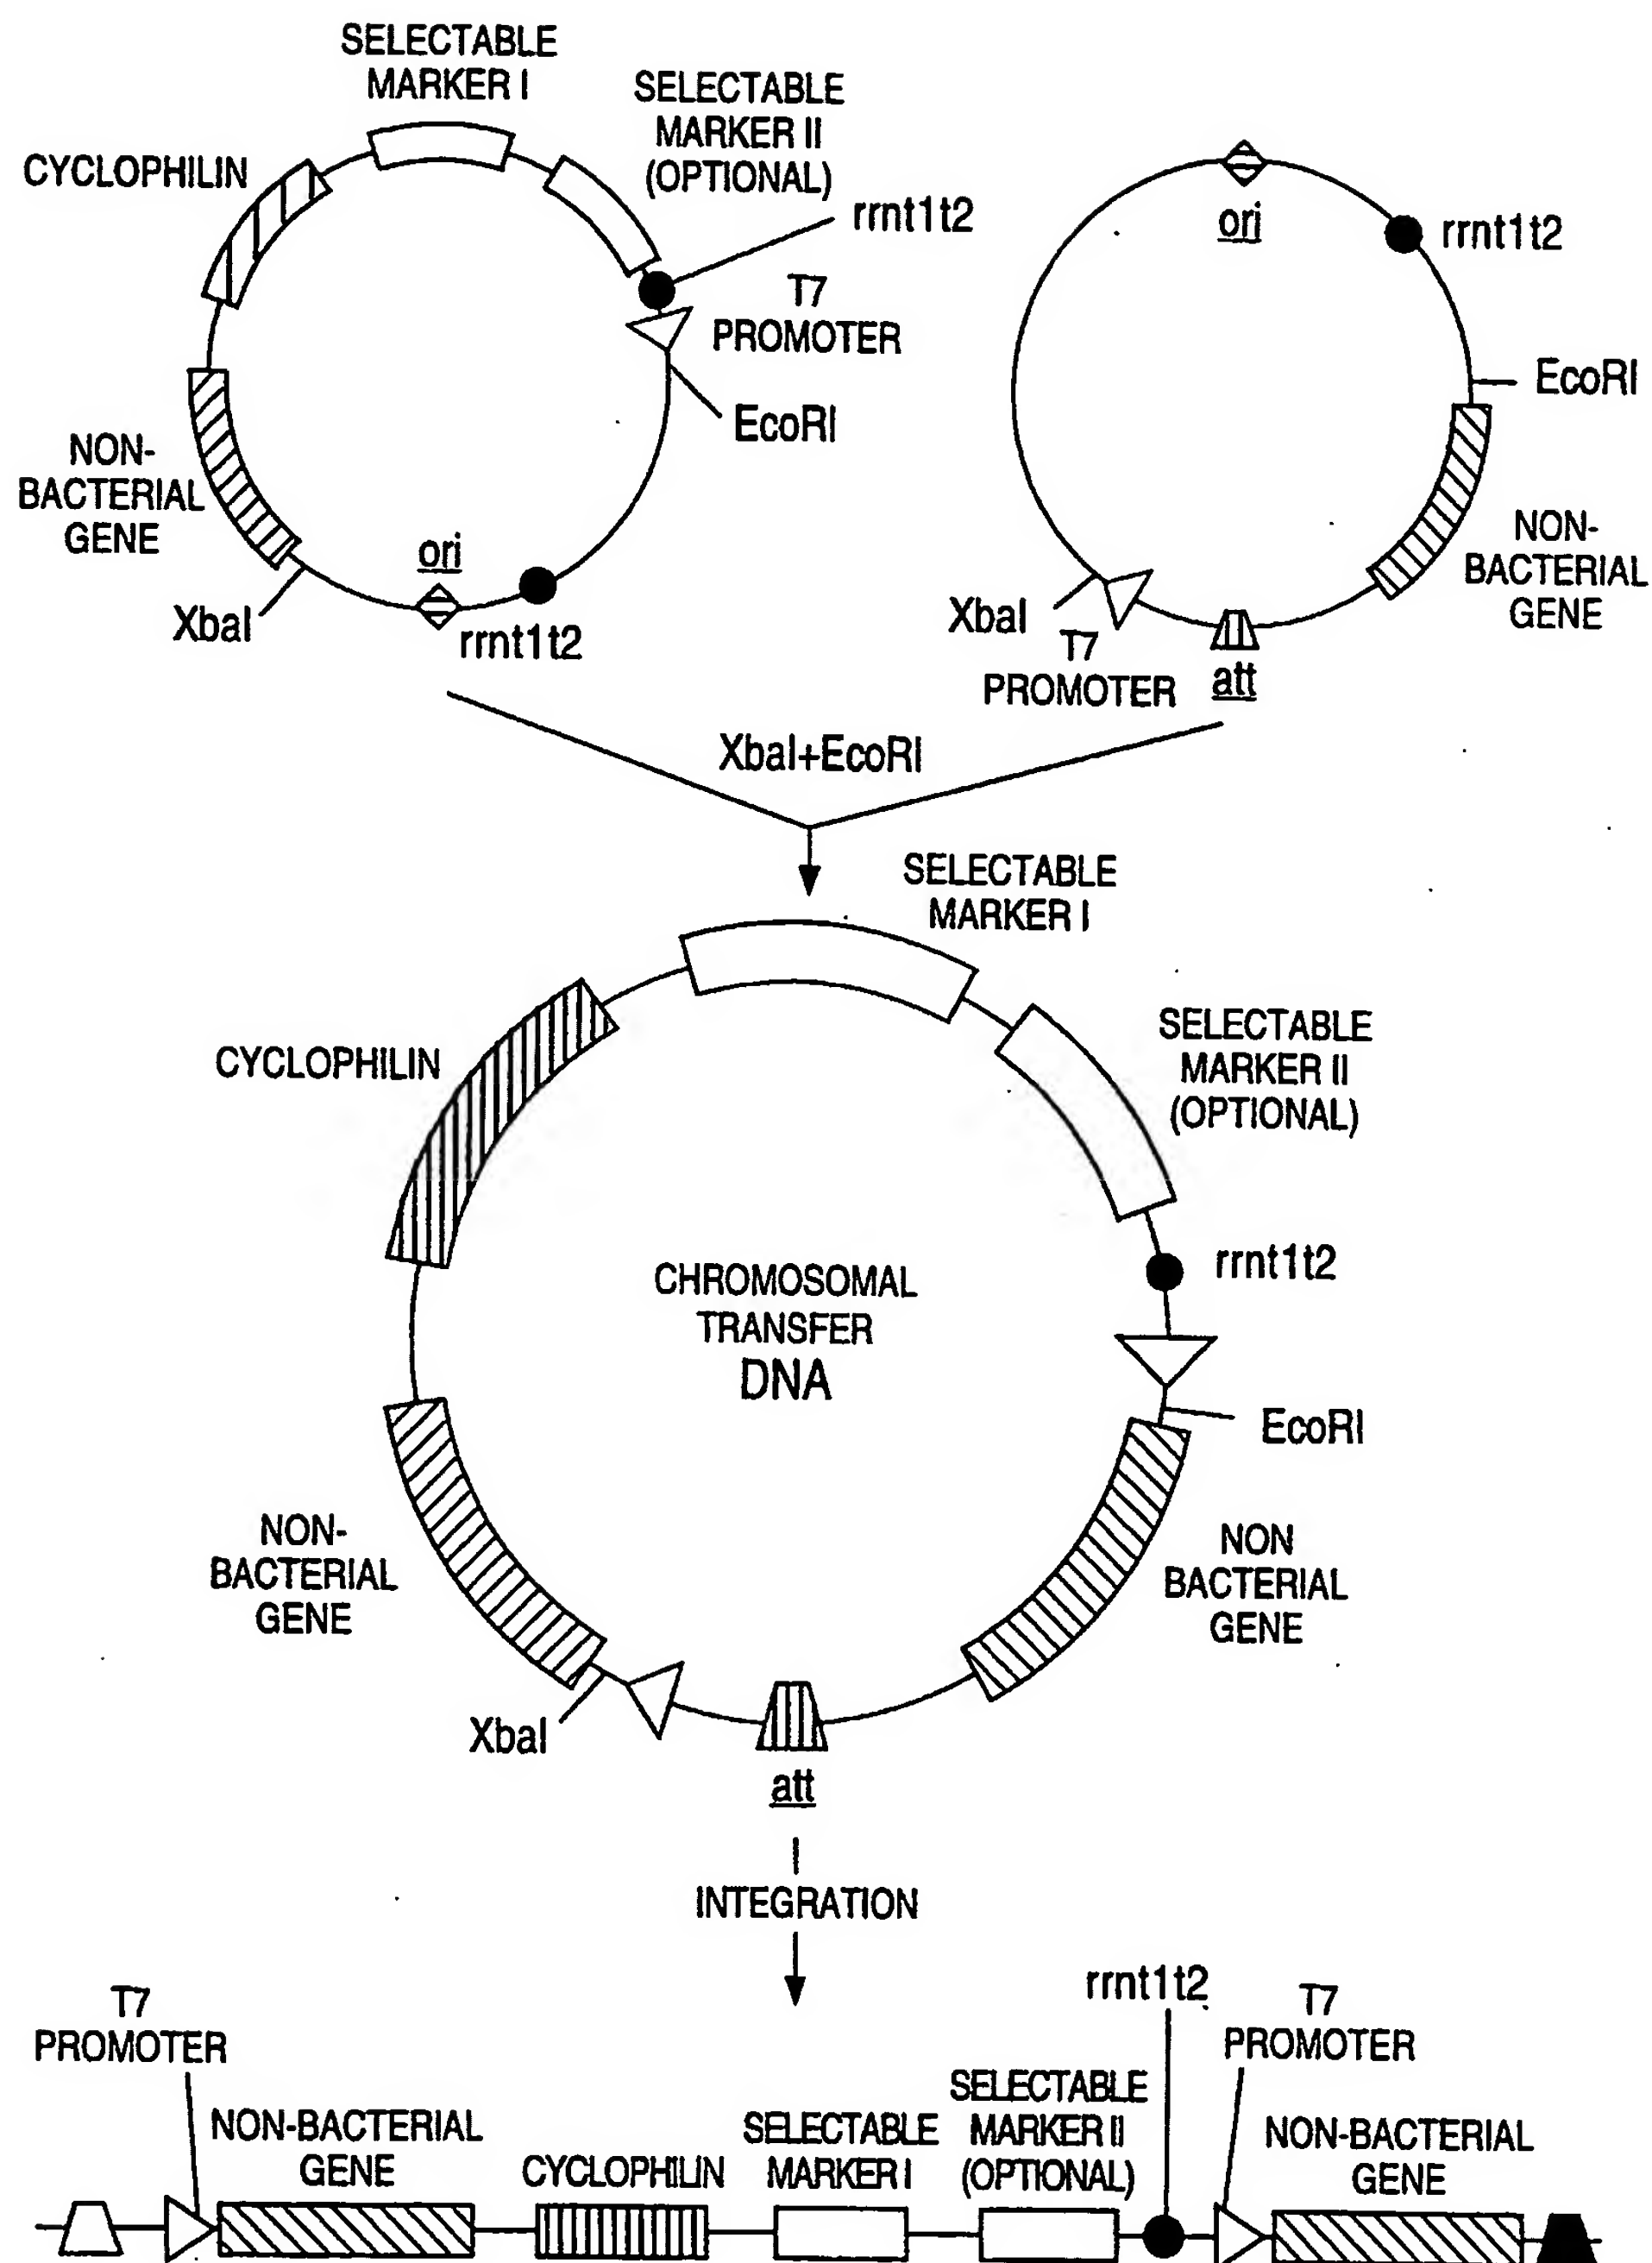 SELECTABLE
MARKER I
SELECTABLE
MARKER II
(OPTIONAL)
CYCLOPHILIN
rrnt1t2
T7
PROMOTER
EcoRI
NON-
BACTERIAL
GENE
ori
XbaI
rrnt1t2
ori
rrnt1t2
EcoRI
NON-
BACTERIAL
GENE
XbaI
T7
PROMOTER
att
XbaI+EcoRI
SELECTABLE
MARKER I
SELECTABLE
MARKER II
(OPTIONAL)
CYCLOPHILIN
rrnt1t2
CHROMOSOMAL
TRANSFER
DNA
EcoRI
NON-
BACTERIAL
GENE
NON
BACTERIAL
GENE
XbaI
att
INTEGRATION
T7
PROMOTER
NON-BACTERIAL
GENE
CYCLOPHILIN
SELECTABLE
MARKER I
SELECTABLE
MARKER II
(OPTIONAL)
rrnt1t2
T7
PROMOTER
NON-BACTERIAL
GENE